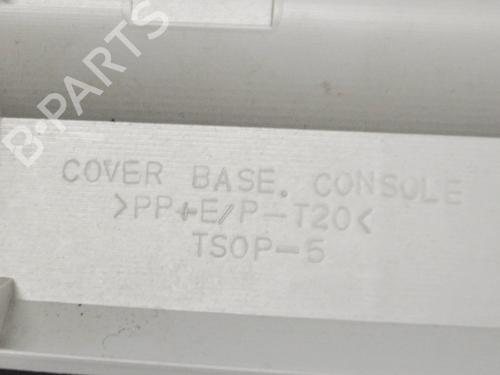 B-PARTS
COVER BASE. CONSOLE
>PP+E/P-T20<
TSOP-5